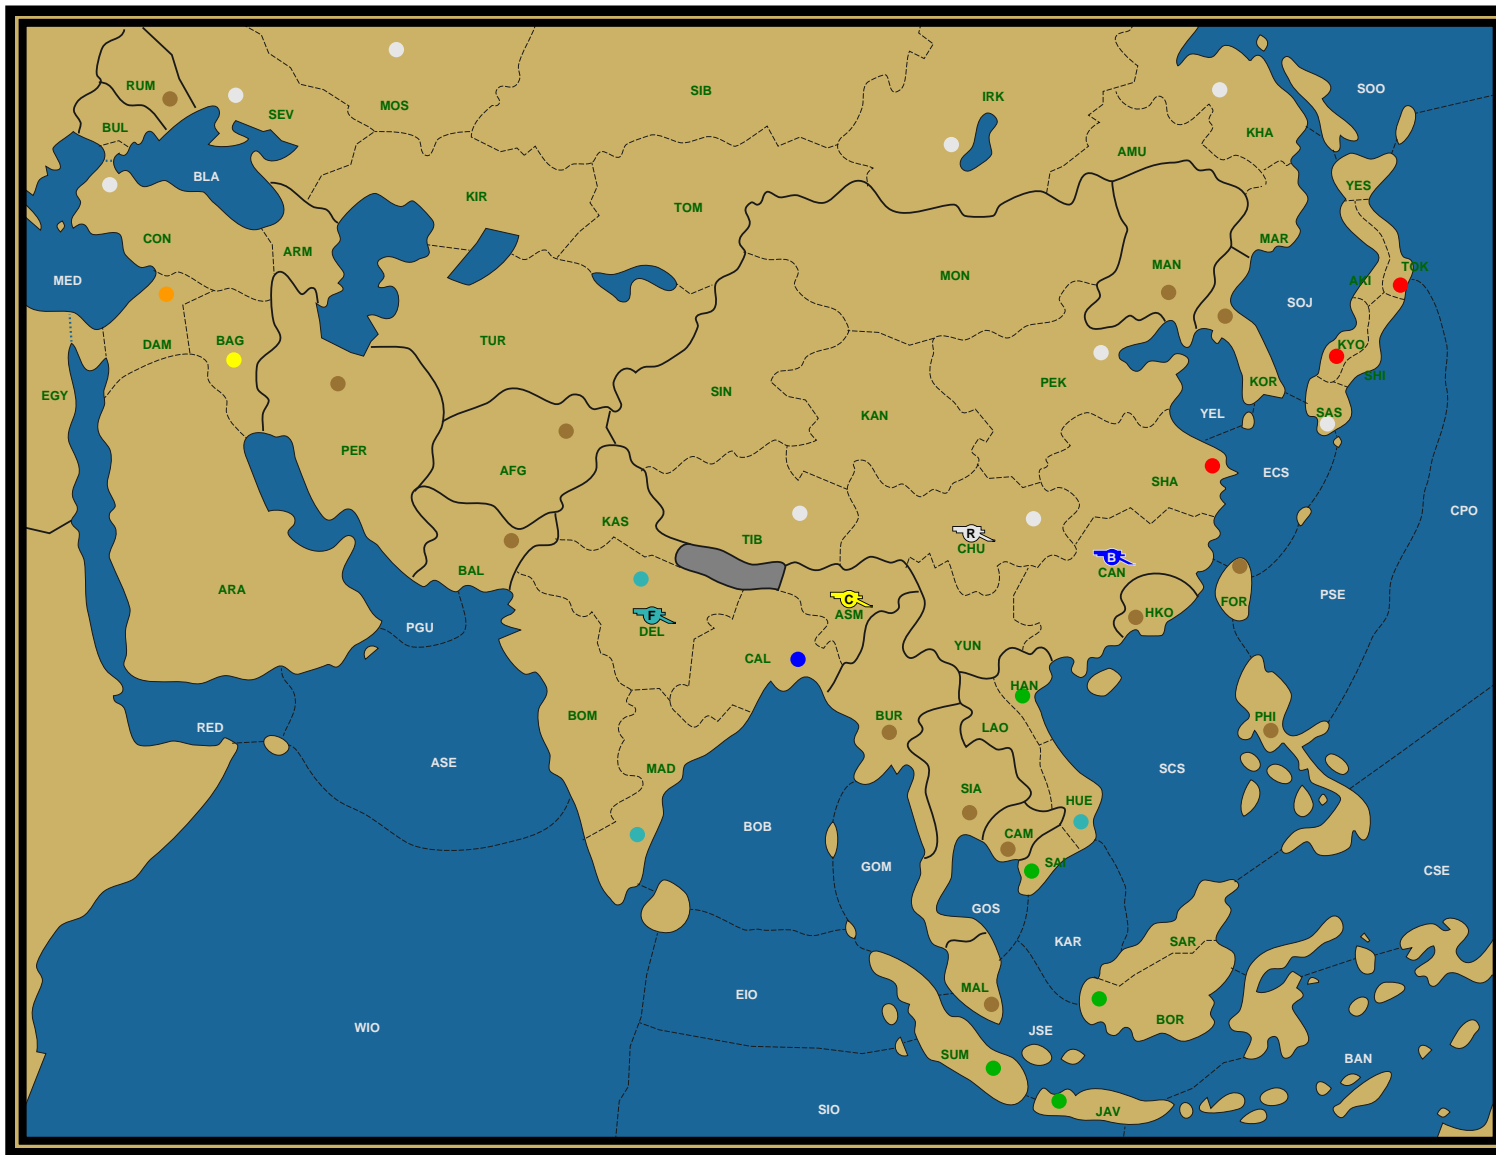 SOO
RUM
SIB
IRK
MOS
SEV
BUL
KHA
AMU
BLA
YES
KIR
TOM
CON
MAR
ARM
MAN
TOK
MON
MED
AKI
SOJ
TUR
BAG
DAM
KYO
SHI
PEK
KOR
SIN
EGY
KAN
YEL
SAS
PER
AFG
ECS
SHA
CPO
KAS
R
TIB
CHU
B
BAL
CAN
ARA
PSE
C
FOR
F
ASM
HKO
PGU
DEL
YUN
CAL
HAN
BUR
PHI
BOM
RED
LAO
ASE
MAD
SCS
SIA
HUE
BOB
CAM
SAI
GOM
CSE
GOS
KAR
SAR
MAL
EIO
BOR
WIO
JSE
SUM
BAN
SIO
JAV